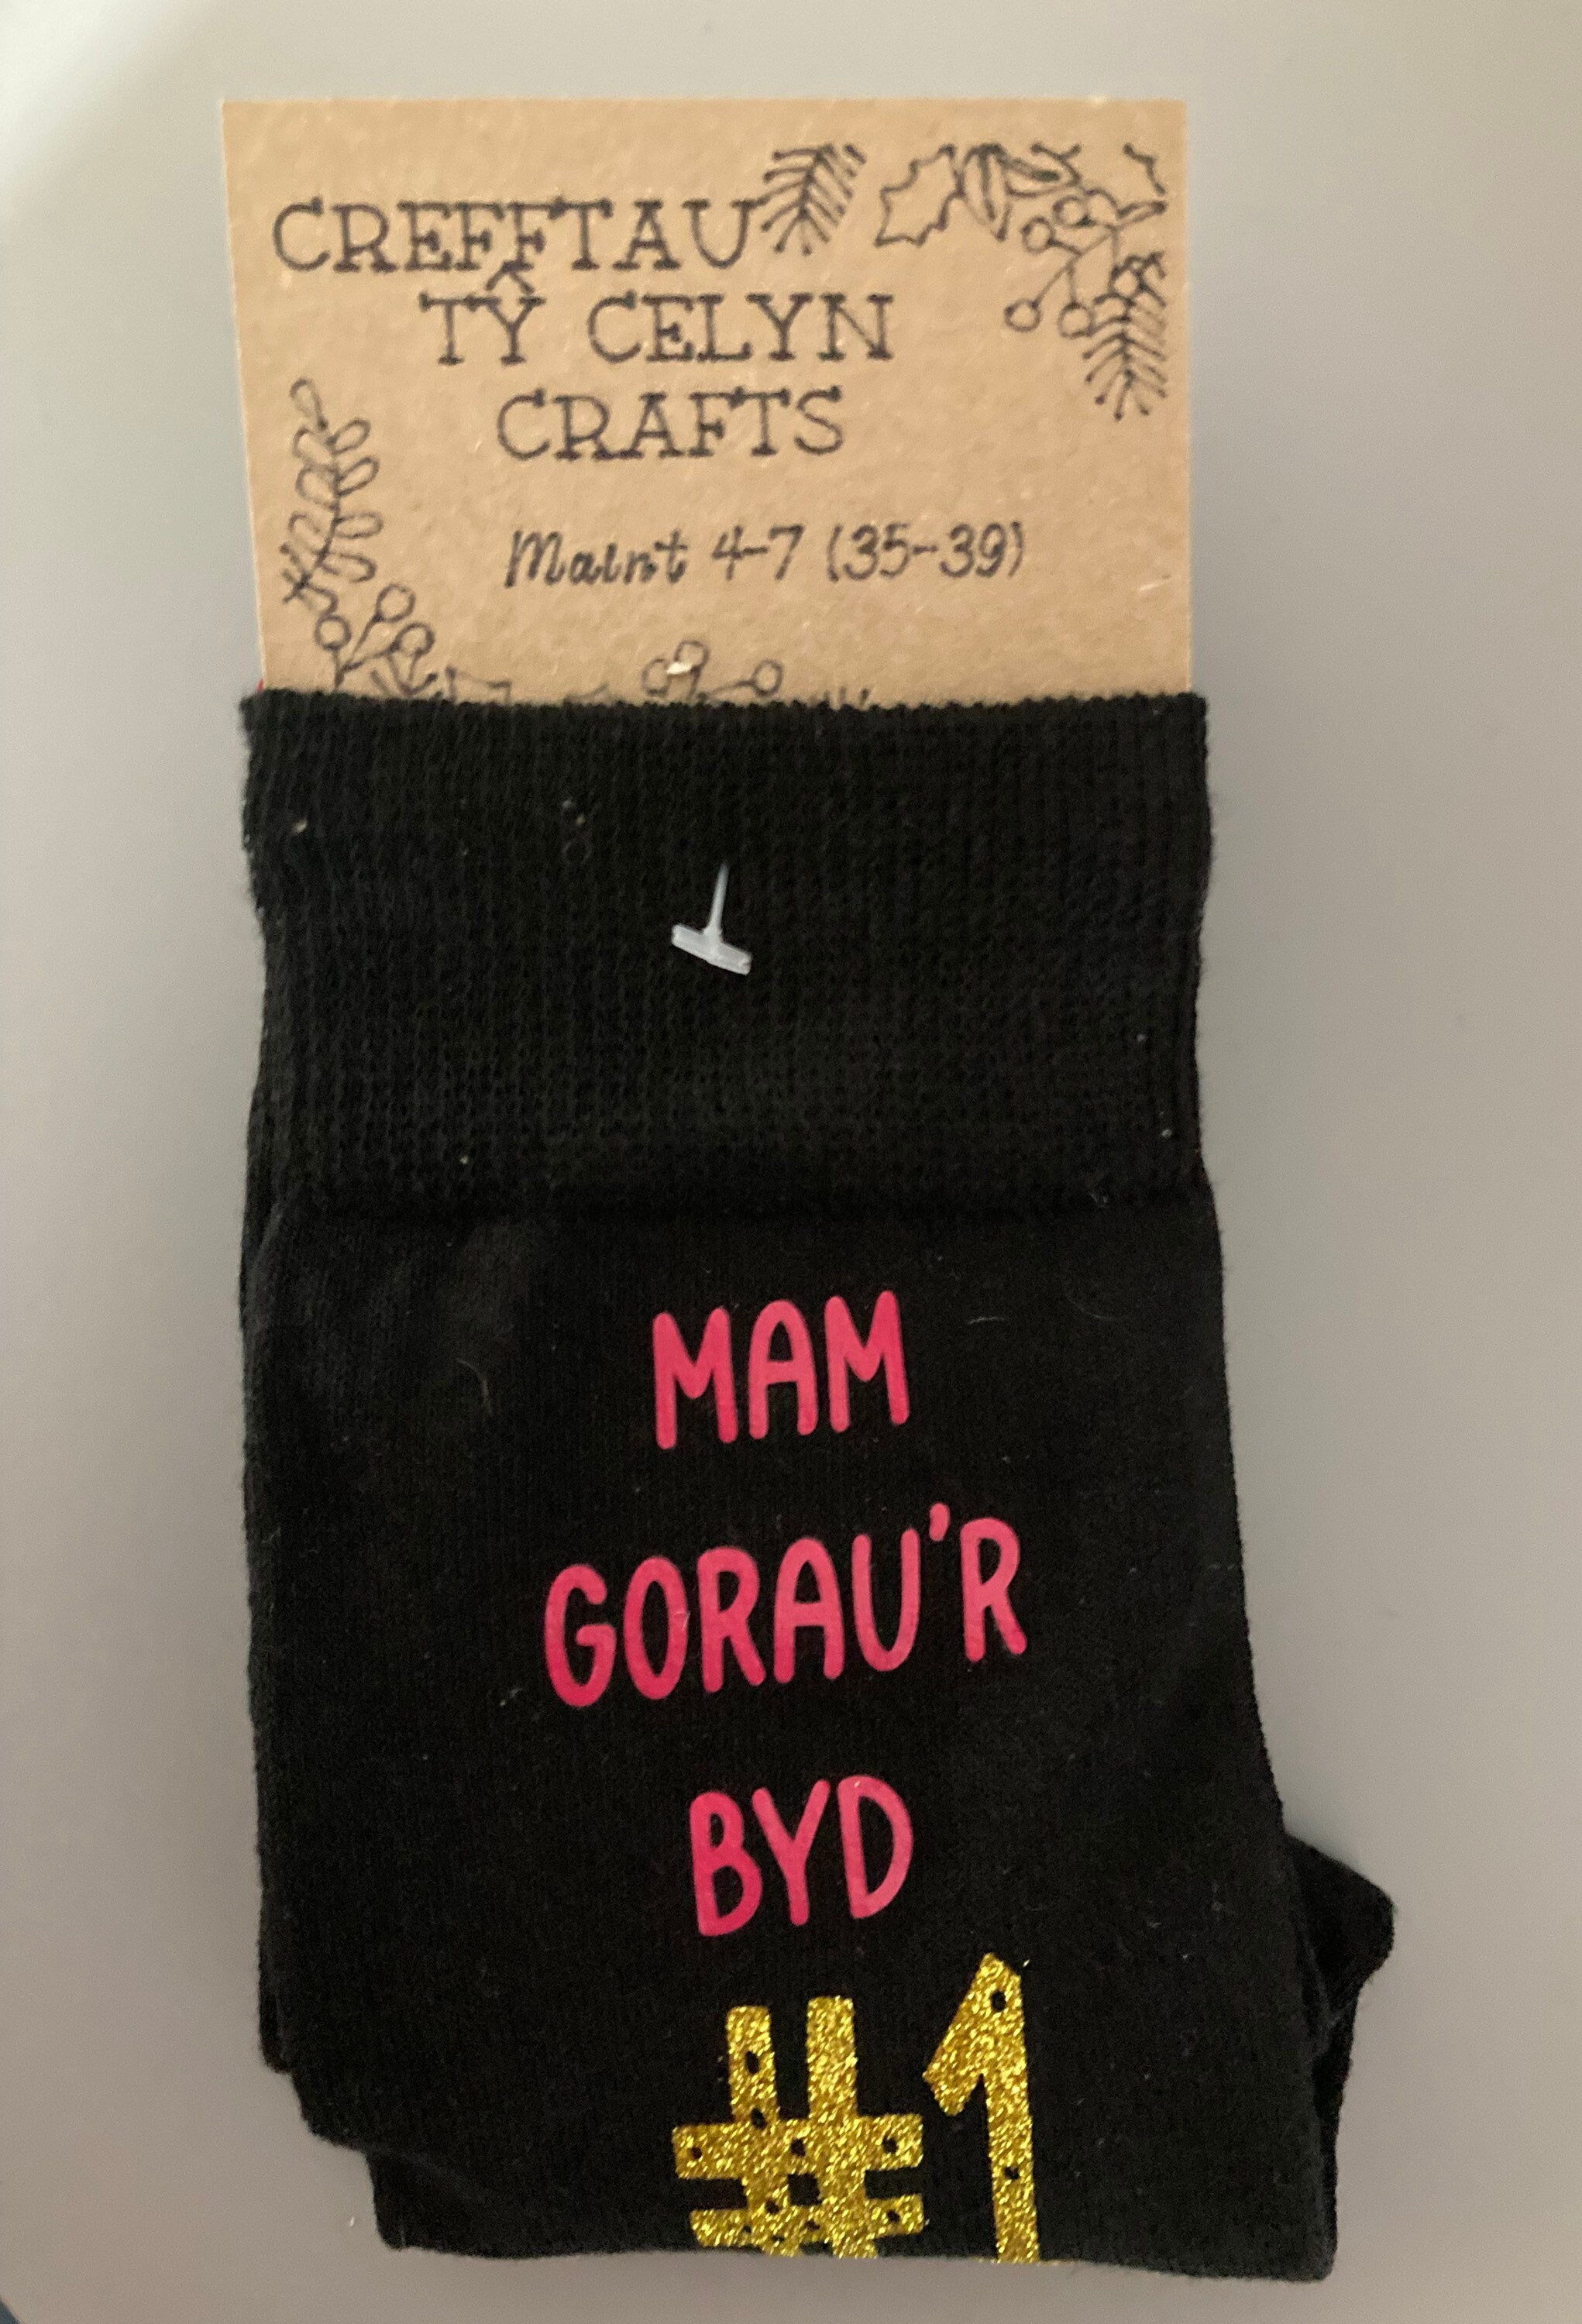 CREFFTAU
TŶ CELYN
CRAFTS
Maint 4-7 (35-39)
MAM
GORAU'R
BYD
#1